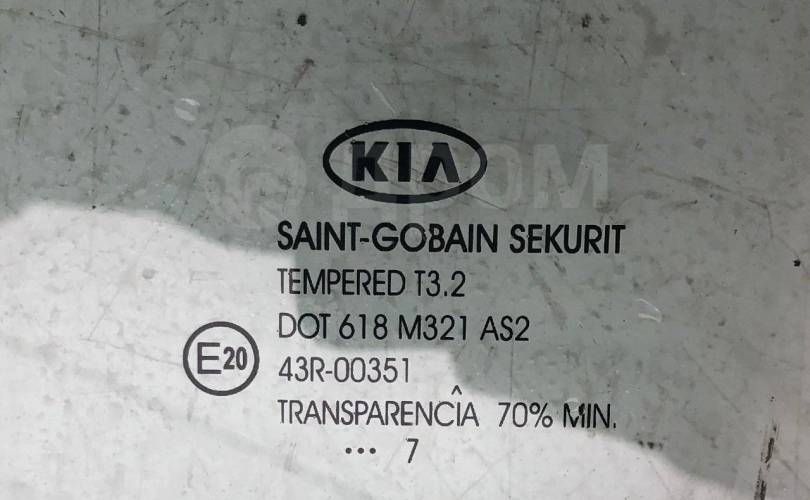 KIA
SAINT-GOBAIN SEKURIT
TEMPERED T3.2
DOT 618 M321 AS2
E20
43R-00351
TRANSPARENCÎA 70% MIN.
••• 7